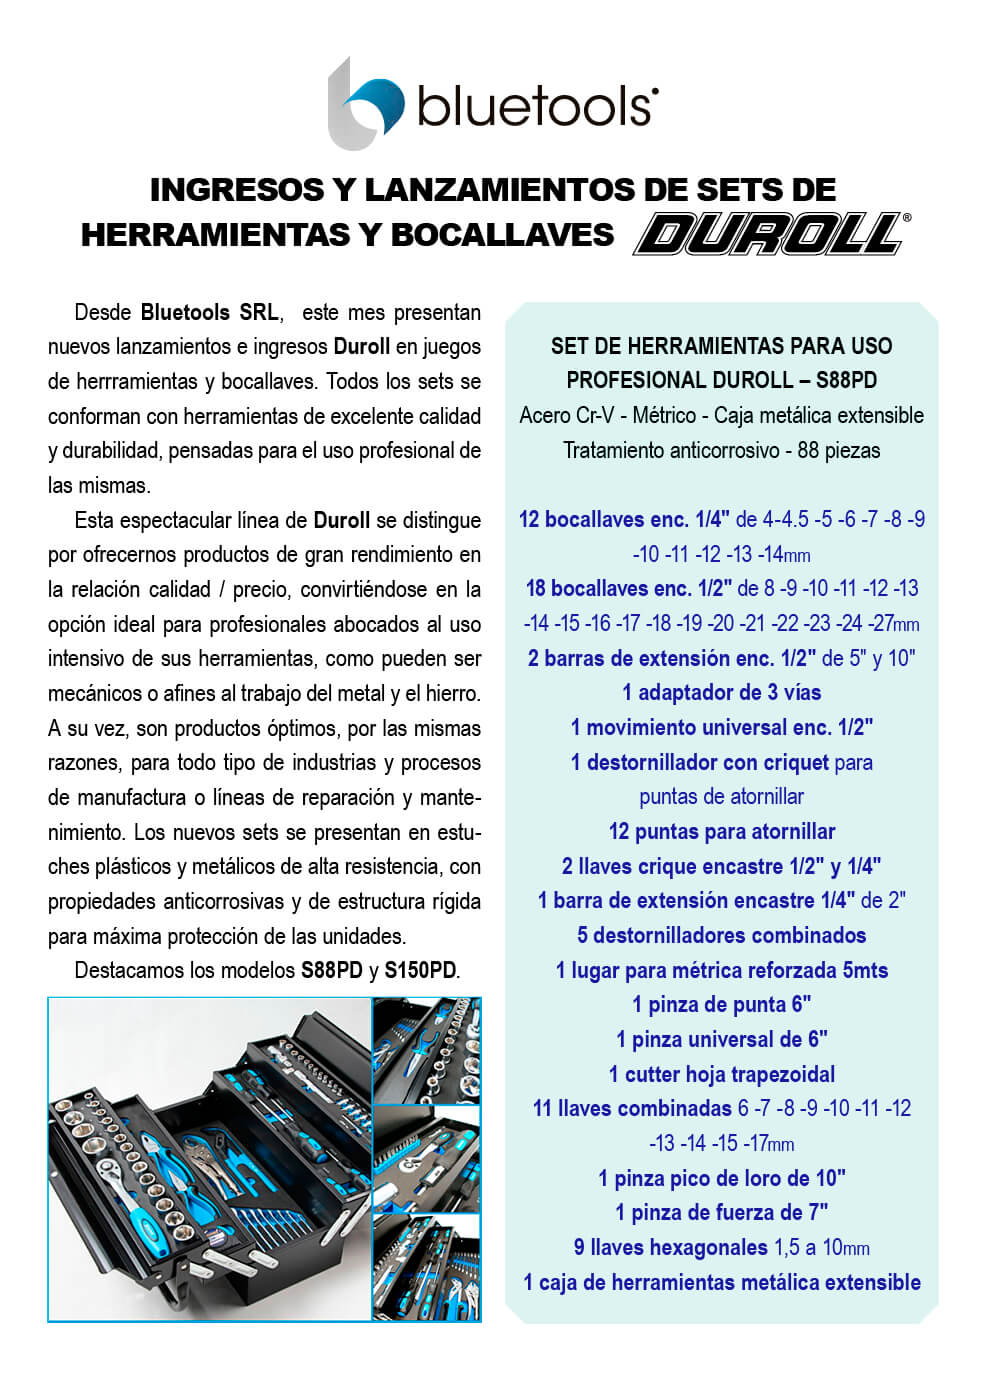 bluetools
INGRESOS Y LANZAMIENTOS DE SETS DE
HERRAMIENTAS Y BOCALLAVES DUROLL®
Desde Bluetools SRL, este mes presentan
nuevos lanzamientos e ingresos Duroll en juegos
de herrramientas y bocallaves. Todos los sets se
conforman con herramientas de excelente calidad
y durabilidad, pensadas para el uso profesional de
las mismas.
Esta espectacular línea de Duroll se distingue
por ofrecernos productos de gran rendimiento en
la relación calidad / precio, convirtiéndose en la
opción ideal para profesionales abocados al uso
intensivo de sus herramientas, como pueden ser
mecánicos o afines al trabajo del metal y el hierro.
A su vez, son productos óptimos, por las mismas
razones, para todo tipo de industrias y procesos
de manufactura o líneas de reparación y mante-
nimiento. Los nuevos sets se presentan en estu-
ches plásticos y metálicos de alta resistencia, con
propiedades anticorrosivas y de estructura rígida
para máxima protección de las unidades.
Destacamos los modelos S88PD y S150PD.
SET DE HERRAMIENTAS PARA USO
PROFESIONAL DUROLL – S88PD
Acero Cr-V - Métrico - Caja metálica extensible
Tratamiento anticorrosivo - 88 piezas
12 bocallaves enc. 1/4" de 4-4.5 -5 -6 -7 -8 -9
-10 -11 -12 -13 -14mm
18 bocallaves enc. 1/2" de 8 -9 -10 -11 -12 -13
-14 -15 -16 -17 -18 -19 -20 -21 -22 -23 -24 -27mm
2 barras de extensión enc. 1/2" de 5" y 10"
1 adaptador de 3 vías
1 movimiento universal enc. 1/2"
1 destornillador con criquet para
puntas de atornillar
12 puntas para atornillar
2 llaves crique encastre 1/2" y 1/4"
1 barra de extensión encastre 1/4" de 2"
5 destornilladores combinados
1 lugar para métrica reforzada 5mts
1 pinza de punta 6"
1 pinza universal de 6"
1 cutter hoja trapezoidal
11 llaves combinadas 6 -7 -8 -9 -10 -11 -12
-13 -14 -15 -17mm
1 pinza pico de loro de 10"
1 pinza de fuerza de 7"
9 llaves hexagonales 1,5 a 10mm
1 caja de herramientas metálica extensible